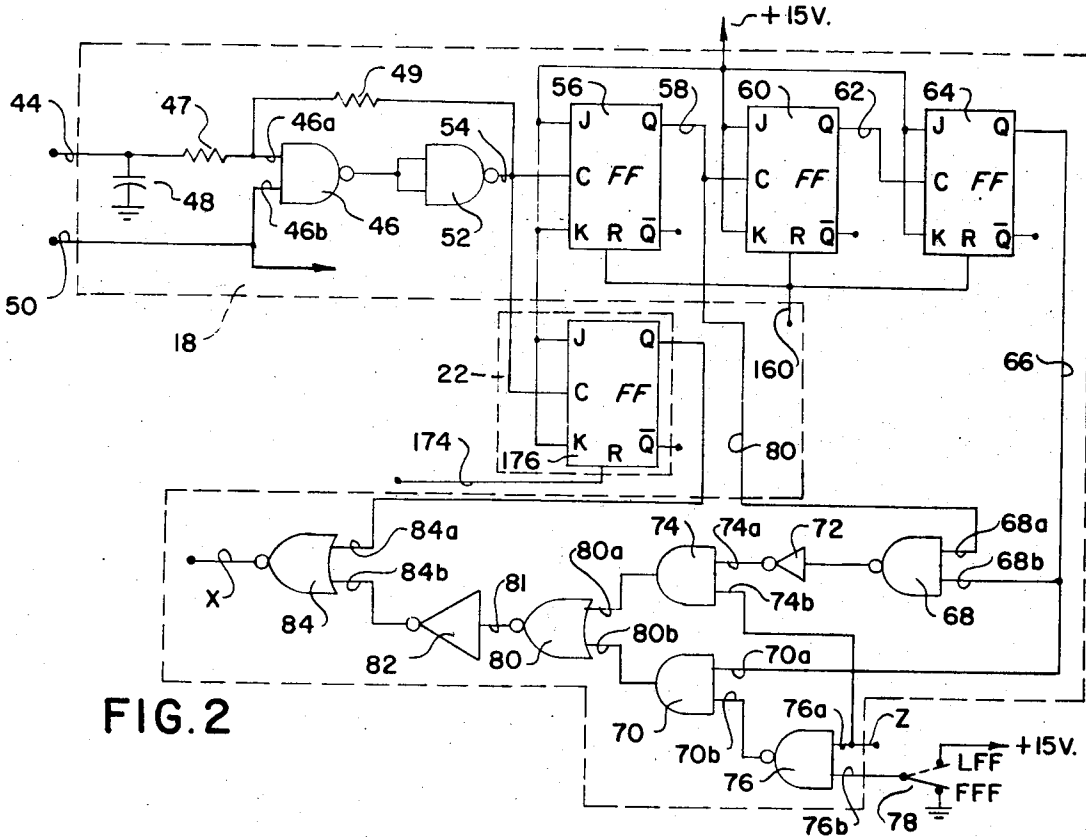 +15V.
44
47
49
46a
54
56
58
60
62
64
J Q
J Q
J Q
C FF
C FF
C FF
48
46b
46
52
K R Q̅
K R Q̅
K R Q̅
50
18
160
66
22
J Q
C FF
K R Q̅
176
174
80
74
74a
72
68a
84a
80a
68b
84b
74b
68
X
84
81
82
80
80b
70a
70
70b
76a
Z
+15V.
LFF
FFF
76
76b
78
FIG.2